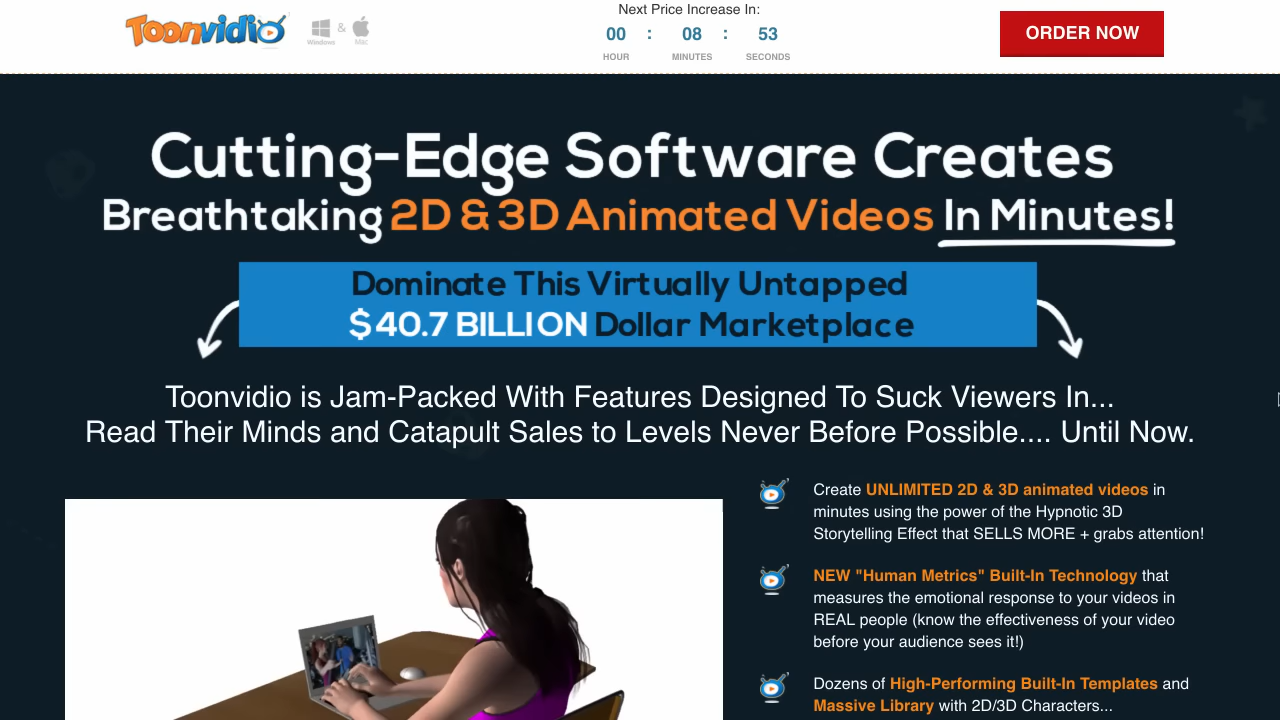 Toonvidio
Windows & Mac
Next Price Increase In:
00 : 08 : 53
HOUR MINUTES SECONDS
ORDER NOW
Cutting-Edge Software Creates
Breathtaking 2D & 3D Animated Videos In Minutes!
Dominate This Virtually Untapped
$40.7 BILLION Dollar Marketplace
Toonvidio is Jam-Packed With Features Designed To Suck Viewers In...
Read Their Minds and Catapult Sales to Levels Never Before Possible.... Until Now.
Create UNLIMITED 2D & 3D animated videos in
minutes using the power of the Hypnotic 3D
Storytelling Effect that SELLS MORE + grabs attention!
NEW "Human Metrics" Built-In Technology that
measures the emotional response to your videos in
REAL people (know the effectiveness of your video
before your audience sees it!)
Dozens of High-Performing Built-In Templates and
Massive Library with 2D/3D Characters...